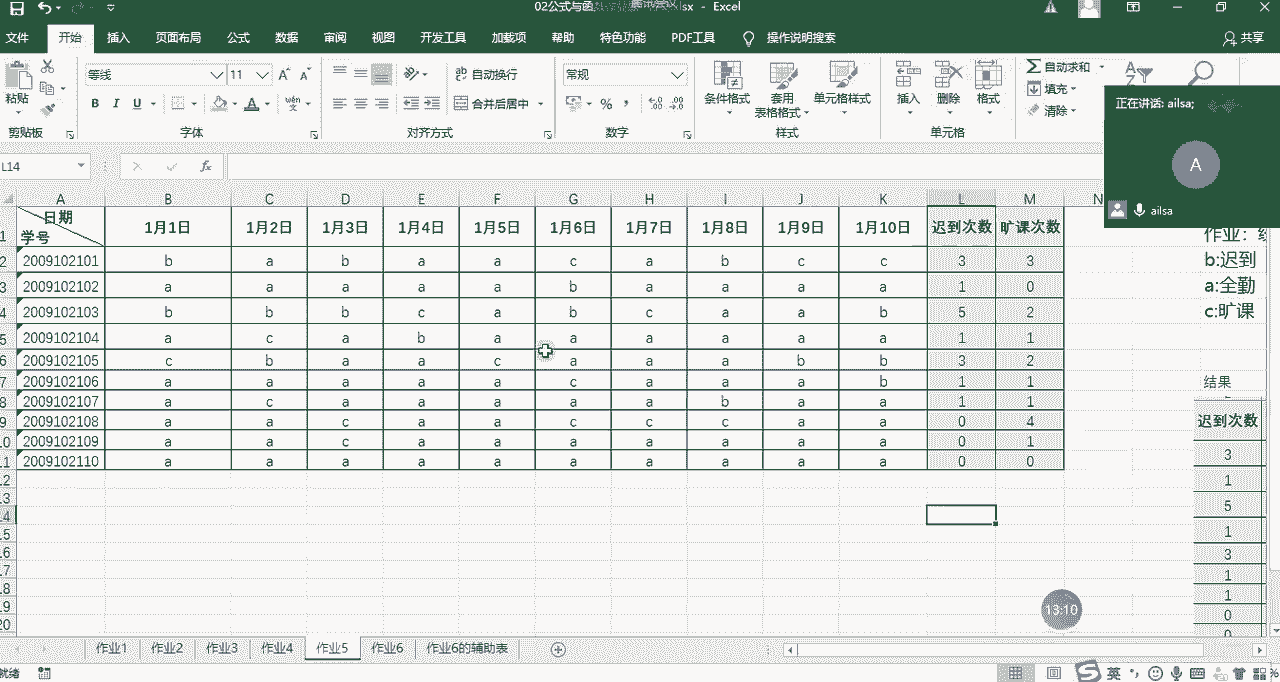 02公式与函 sx - Excel
文件 开始 插入 页面布局 公式 数据 审阅 视图 开发工具 加载项 帮助 特色功能 PDF工具 操作说明搜索 共享
粘贴 等线 11 自动换行 常规 条件格式 套用 单元格样式 插入 删除 格式 自动求和
B I U 合并后居中 % 表格格式 填充
清除
剪贴板 字体 对齐方式 数字 样式 单元格
正在讲话: ailsa;
A
ailsa
L14 fx
A B C D E F G H I J K L M N
1 日期 学号 1月1日 1月2日 1月3日 1月4日 1月5日 1月6日 1月7日 1月8日 1月9日 1月10日 迟到次数 旷课次数
2 2009102101 b a b a a c a b c c 3 3
3 2009102102 a a a a a b a a a a 1 0
4 2009102103 b b b c a b c a a b 5 2
5 2009102104 a c a b a a a a a a 1 1
6 2009102105 c b a a c a a a b b 3 2
7 2009102106 a a a a a c a a a b 1 1
8 2009102107 a c a a a a a b a a 1 1
9 2009102108 a a c a a c c c a a 0 4
10 2009102109 a a c a a a a a a a 0 1
11 2009102110 a a a a a a a a a a 0 0
12
13
14
15
16
17
18
19
20
作业：
b:迟到
a:全勤
c:旷课
结果
迟到次数
3
1
5
1
3
1
1
0
0
13:10
作业1 作业2 作业3 作业4 作业5 作业6 作业6的辅助表
就绪 英